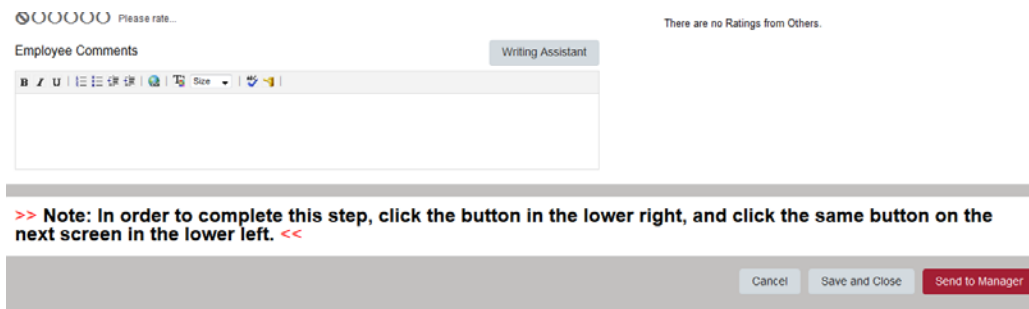 Please rate...
There are no Ratings from Others.
Employee Comments
Writing Assistant
B I U Size
>> Note: In order to complete this step, click the button in the lower right, and click the same button on the
next screen in the lower left. <<
Cancel Save and Close Send to Manager